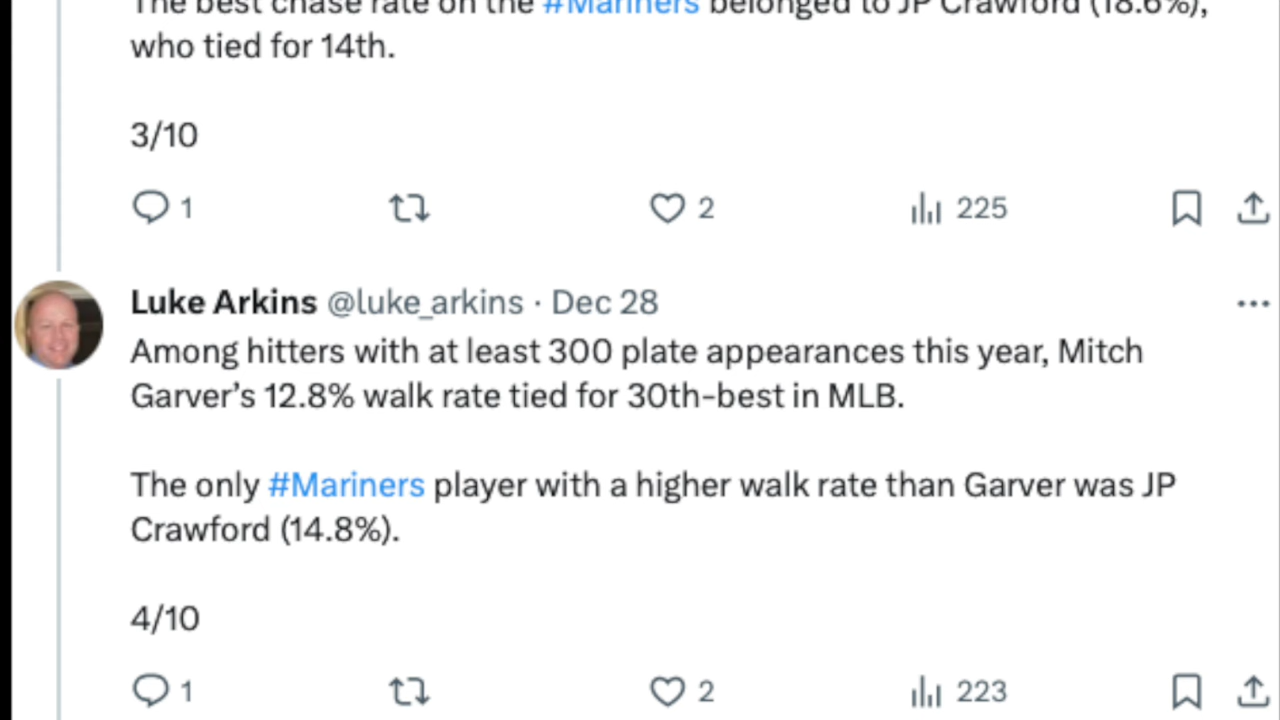 The best chase rate on the #Mariners belonged to JP Crawford (18.6%),
who tied for 14th.
3/10
1
2
225
Luke Arkins @luke_arkins · Dec 28
Among hitters with at least 300 plate appearances this year, Mitch
Garver’s 12.8% walk rate tied for 30th-best in MLB.
The only #Mariners player with a higher walk rate than Garver was JP
Crawford (14.8%).
4/10
1
2
223